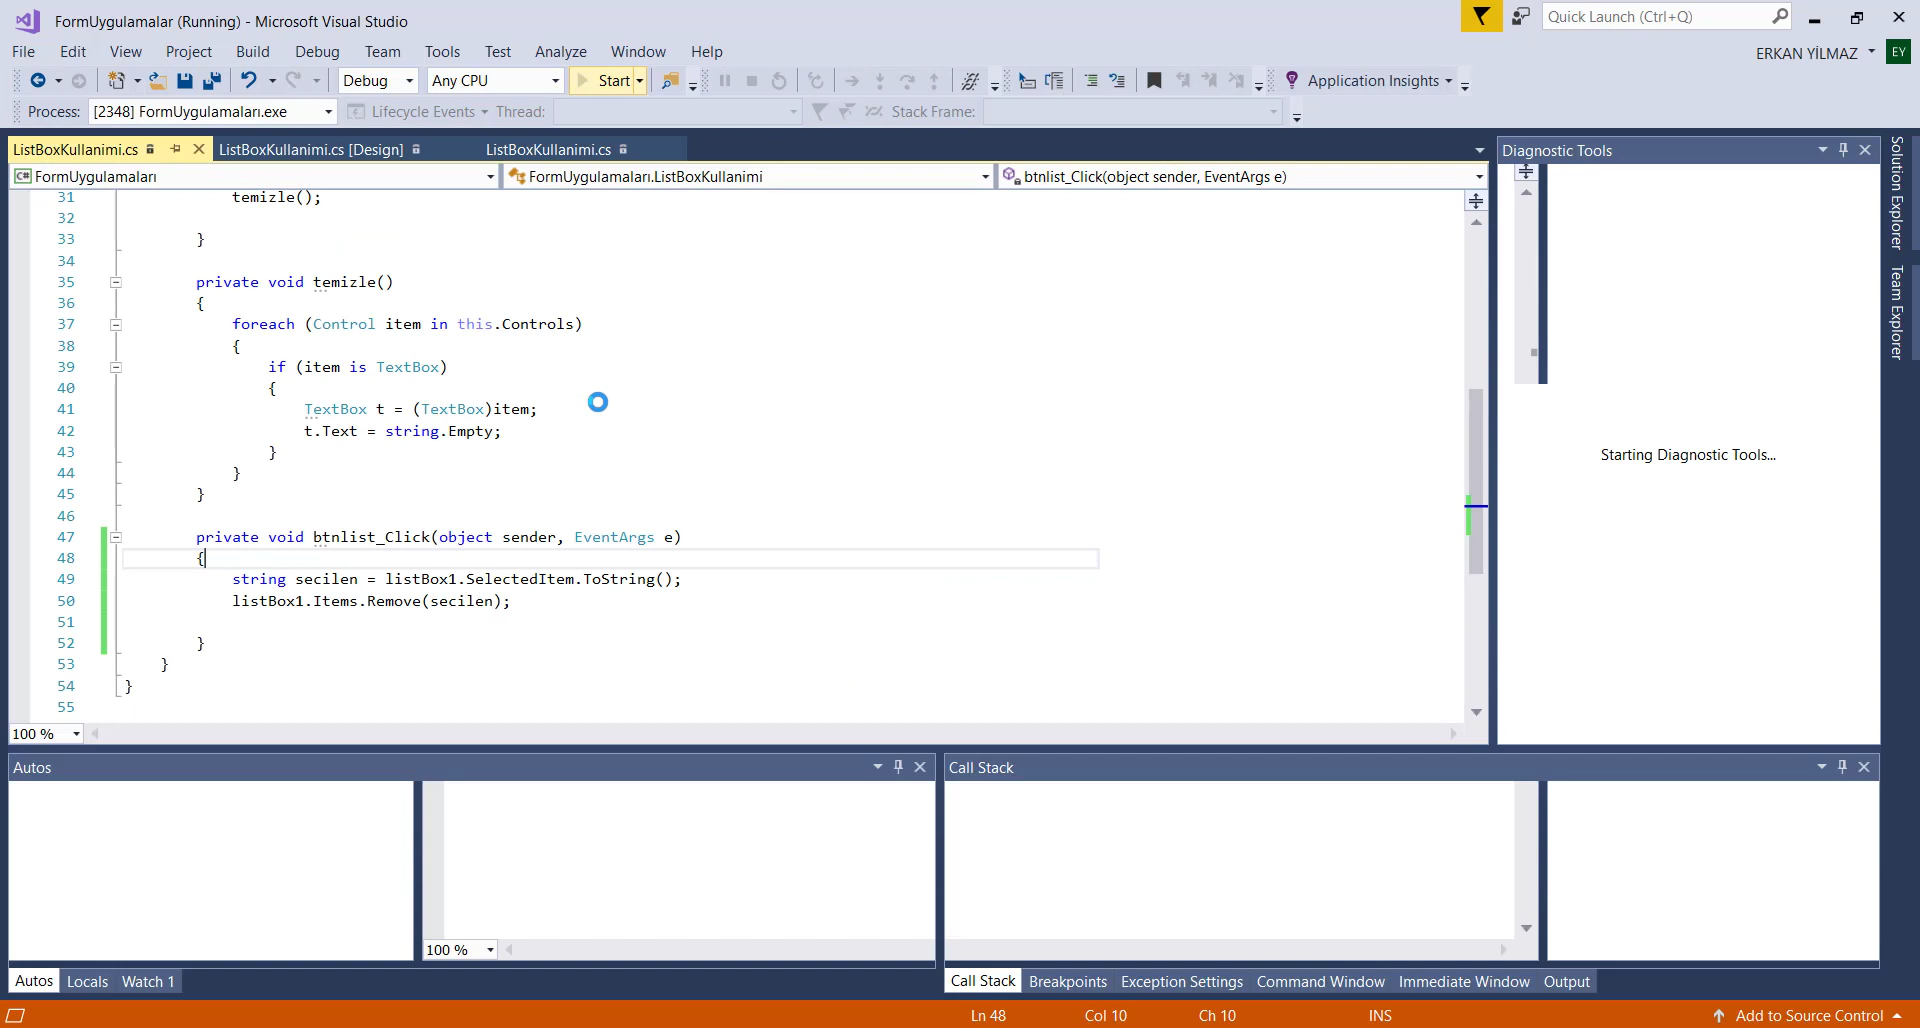 FormUygulamalar (Running) - Microsoft Visual Studio
Quick Launch (Ctrl+Q)
File Edit View Project Build Debug Team Tools Test Analyze Window Help
ERKAN YİLMAZ EY
Debug Any CPU Start Application Insights
Process: [2348] FormUygulamaları.exe Lifecycle Events Thread: Stack Frame:
ListBoxKullanimi.cs ListBoxKullanimi.cs [Design] ListBoxKullanimi.cs
Diagnostic Tools
C# FormUygulamaları FormUygulamaları.ListBoxKullanimi btnlist_Click(object sender, EventArgs e)
31 temizle();
32
33 }
34
35 private void temizle()
36 {
37 foreach (Control item in this.Controls)
38 {
39 if (item is TextBox)
40 {
41 TextBox t = (TextBox)item;
42 t.Text = string.Empty;
43 }
44 }
45 }
46
47 private void btnlist_Click(object sender, EventArgs e)
48 {
49 string secilen = listBox1.SelectedItem.ToString();
50 listBox1.Items.Remove(secilen);
51
52 }
53 }
54 }
55
100 %
Starting Diagnostic Tools...
Solution Explorer
Team Explorer
Autos
Call Stack
100 %
Autos Locals Watch 1
Call Stack Breakpoints Exception Settings Command Window Immediate Window Output
Ln 48 Col 10 Ch 10 INS Add to Source Control